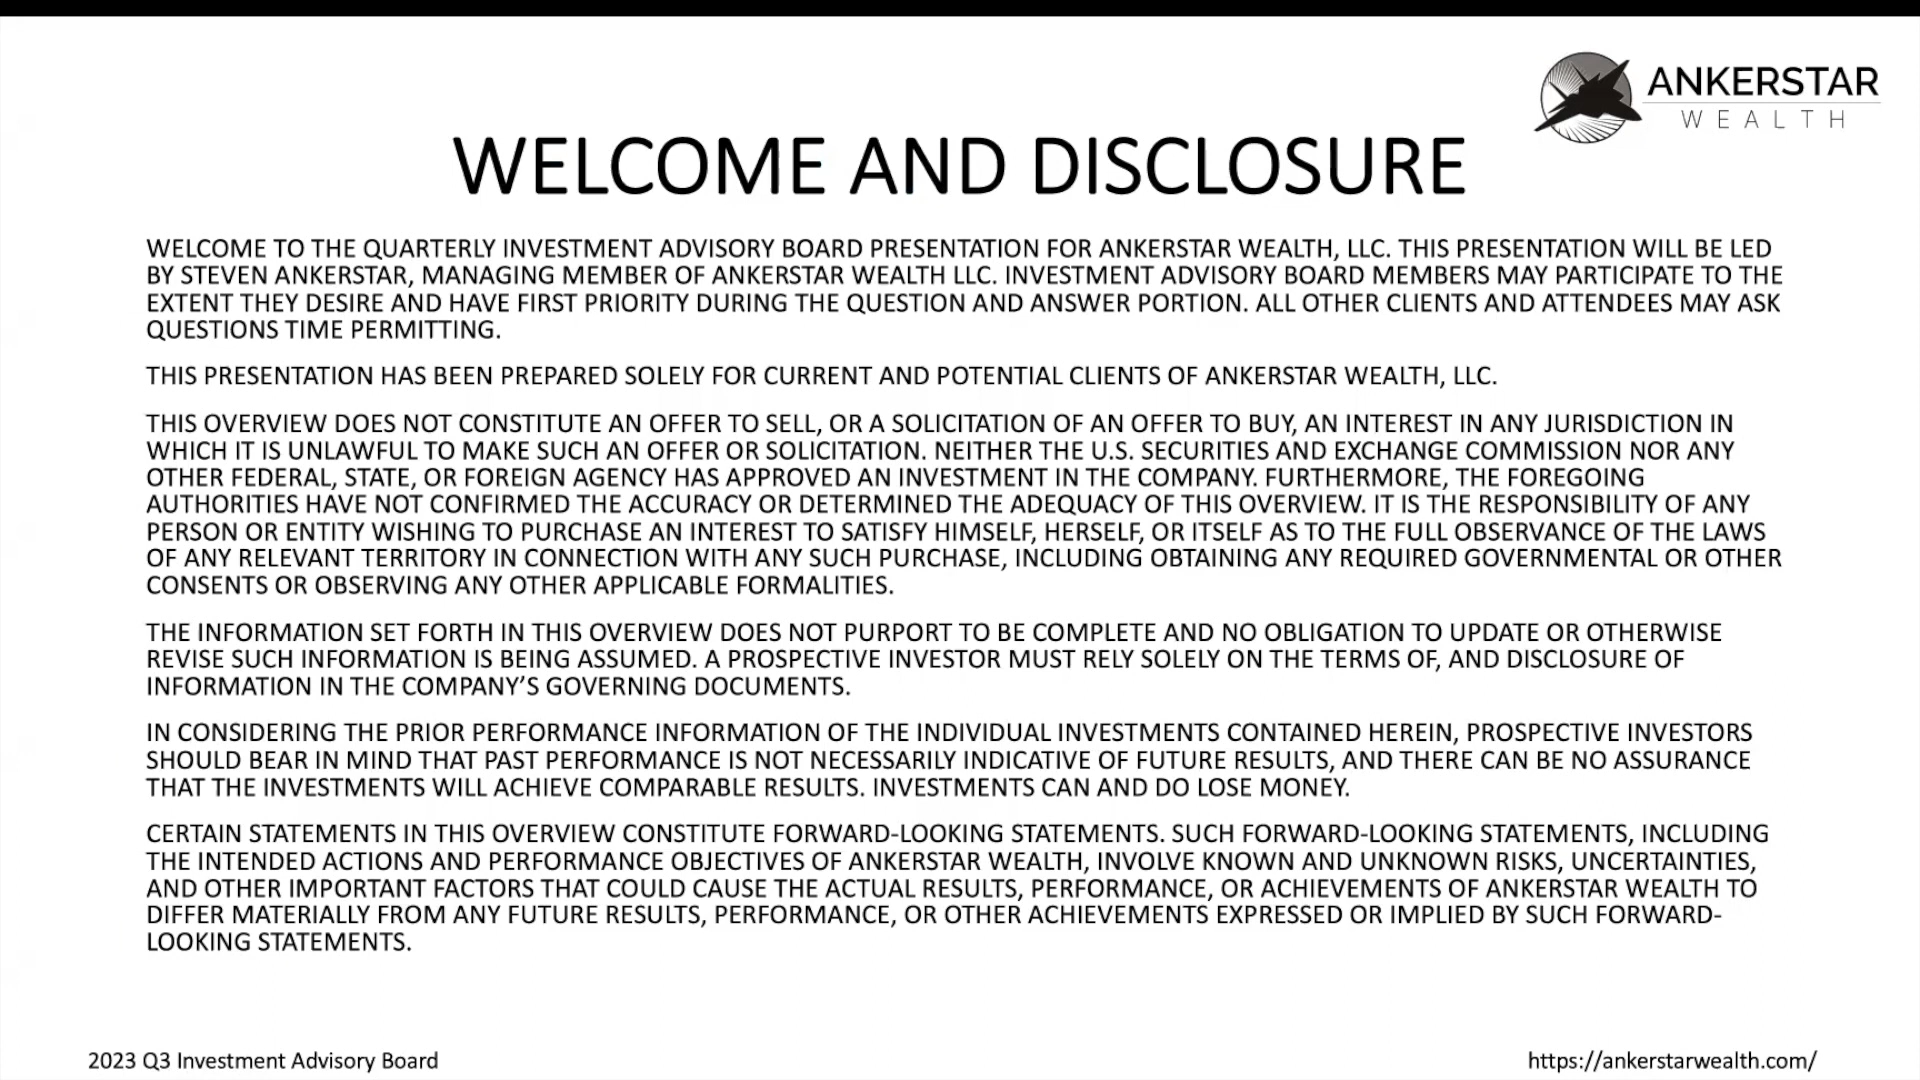 ANKERSTAR
WEALTH
WELCOME AND DISCLOSURE
WELCOME TO THE QUARTERLY INVESTMENT ADVISORY BOARD PRESENTATION FOR ANKERSTAR WEALTH, LLC. THIS PRESENTATION WILL BE LED
BY STEVEN ANKERSTAR, MANAGING MEMBER OF ANKERSTAR WEALTH LLC. INVESTMENT ADVISORY BOARD MEMBERS MAY PARTICIPATE TO THE
EXTENT THEY DESIRE AND HAVE FIRST PRIORITY DURING THE QUESTION AND ANSWER PORTION. ALL OTHER CLIENTS AND ATTENDEES MAY ASK
QUESTIONS TIME PERMITTING.
THIS PRESENTATION HAS BEEN PREPARED SOLELY FOR CURRENT AND POTENTIAL CLIENTS OF ANKERSTAR WEALTH, LLC.
THIS OVERVIEW DOES NOT CONSTITUTE AN OFFER TO SELL, OR A SOLICITATION OF AN OFFER TO BUY, AN INTEREST IN ANY JURISDICTION IN
WHICH IT IS UNLAWFUL TO MAKE SUCH AN OFFER OR SOLICITATION. NEITHER THE U.S. SECURITIES AND EXCHANGE COMMISSION NOR ANY
OTHER FEDERAL, STATE, OR FOREIGN AGENCY HAS APPROVED AN INVESTMENT IN THE COMPANY. FURTHERMORE, THE FOREGOING
AUTHORITIES HAVE NOT CONFIRMED THE ACCURACY OR DETERMINED THE ADEQUACY OF THIS OVERVIEW. IT IS THE RESPONSIBILITY OF ANY
PERSON OR ENTITY WISHING TO PURCHASE AN INTEREST TO SATISFY HIMSELF, HERSELF, OR ITSELF AS TO THE FULL OBSERVANCE OF THE LAWS
OF ANY RELEVANT TERRITORY IN CONNECTION WITH ANY SUCH PURCHASE, INCLUDING OBTAINING ANY REQUIRED GOVERNMENTAL OR OTHER
CONSENTS OR OBSERVING ANY OTHER APPLICABLE FORMALITIES.
THE INFORMATION SET FORTH IN THIS OVERVIEW DOES NOT PURPORT TO BE COMPLETE AND NO OBLIGATION TO UPDATE OR OTHERWISE
REVISE SUCH INFORMATION IS BEING ASSUMED. A PROSPECTIVE INVESTOR MUST RELY SOLELY ON THE TERMS OF, AND DISCLOSURE OF
INFORMATION IN THE COMPANY’S GOVERNING DOCUMENTS.
IN CONSIDERING THE PRIOR PERFORMANCE INFORMATION OF THE INDIVIDUAL INVESTMENTS CONTAINED HEREIN, PROSPECTIVE INVESTORS
SHOULD BEAR IN MIND THAT PAST PERFORMANCE IS NOT NECESSARILY INDICATIVE OF FUTURE RESULTS, AND THERE CAN BE NO ASSURANCE
THAT THE INVESTMENTS WILL ACHIEVE COMPARABLE RESULTS. INVESTMENTS CAN AND DO LOSE MONEY.
CERTAIN STATEMENTS IN THIS OVERVIEW CONSTITUTE FORWARD-LOOKING STATEMENTS. SUCH FORWARD-LOOKING STATEMENTS, INCLUDING
THE INTENDED ACTIONS AND PERFORMANCE OBJECTIVES OF ANKERSTAR WEALTH, INVOLVE KNOWN AND UNKNOWN RISKS, UNCERTAINTIES,
AND OTHER IMPORTANT FACTORS THAT COULD CAUSE THE ACTUAL RESULTS, PERFORMANCE, OR ACHIEVEMENTS OF ANKERSTAR WEALTH TO
DIFFER MATERIALLY FROM ANY FUTURE RESULTS, PERFORMANCE, OR OTHER ACHIEVEMENTS EXPRESSED OR IMPLIED BY SUCH FORWARD-
LOOKING STATEMENTS.
2023 Q3 Investment Advisory Board
https://ankerstarwealth.com/